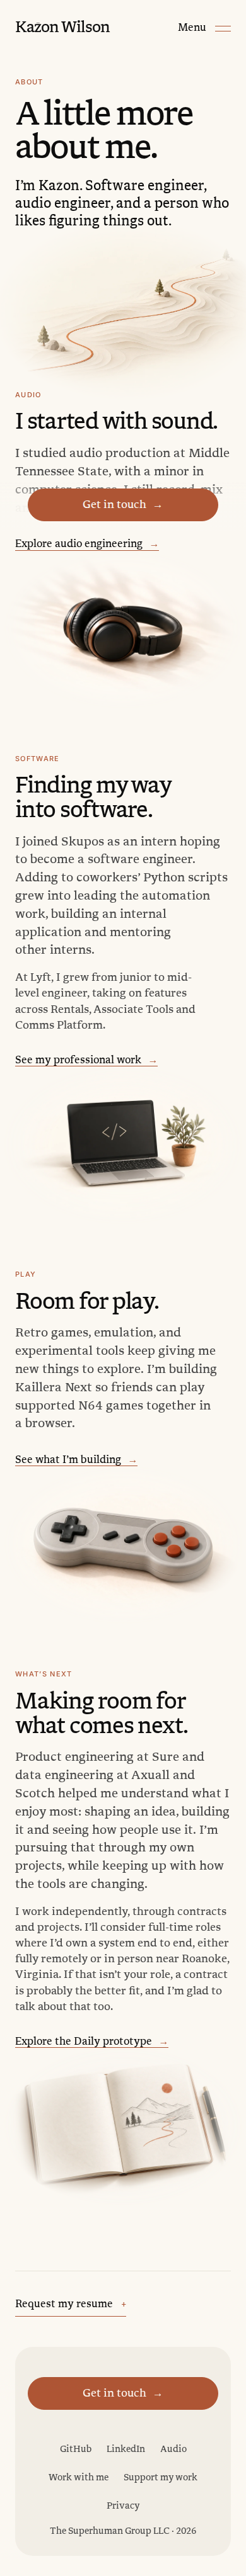 Kazon Wilson
Menu
ABOUT
A little more
about me.
I’m Kazon. Software engineer,
audio engineer, and a person who
likes figuring things out.
AUDIO
I started with sound.
I studied audio production at Middle
Tennessee State, with a minor in
computer science. I still record, mix
Get in touch →
Explore audio engineering →
SOFTWARE
Finding my way
into software.
I joined Skupos as an intern hoping
to become a software engineer.
Adding to coworkers’ Python scripts
grew into leading the automation
work, building an internal
application and mentoring
other interns.
At Lyft, I grew from junior to mid-
level engineer, taking on features
across Rentals, Associate Tools and
Comms Platform.
See my professional work →
</>
PLAY
Room for play.
Retro games, emulation, and
experimental tools keep giving me
new things to explore. I’m building
Kaillera Next so friends can play
supported N64 games together in
a browser.
See what I’m building →
WHAT’S NEXT
Making room for
what comes next.
Product engineering at Sure and
data engineering at Axuall and
Scotch helped me understand what I
enjoy most: shaping an idea, building
it and seeing how people use it. I’m
pursuing that through my own
projects, while keeping up with how
the tools are changing.
I work independently, through contracts
and projects. I’ll consider full-time roles
where I’d own a system end to end, either
fully remotely or in person near Roanoke,
Virginia. If that isn’t your role, a contract
is probably the better fit, and I’m glad to
talk about that too.
Explore the Daily prototype →
Request my resume +
Get in touch →
GitHub LinkedIn Audio
Work with me Support my work
Privacy
The Superhuman Group LLC · 2026